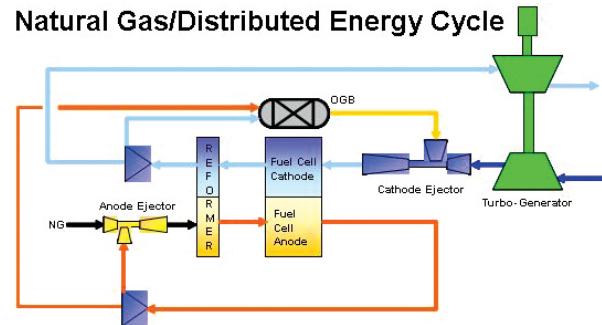 Natural Gas/Distributed Energy Cycle
OGB
REFORMER
Fuel Cell
Cathode
Cathode Ejector
Turbo-Generator
Anode Ejector
NG
Fuel
Cell
Anode